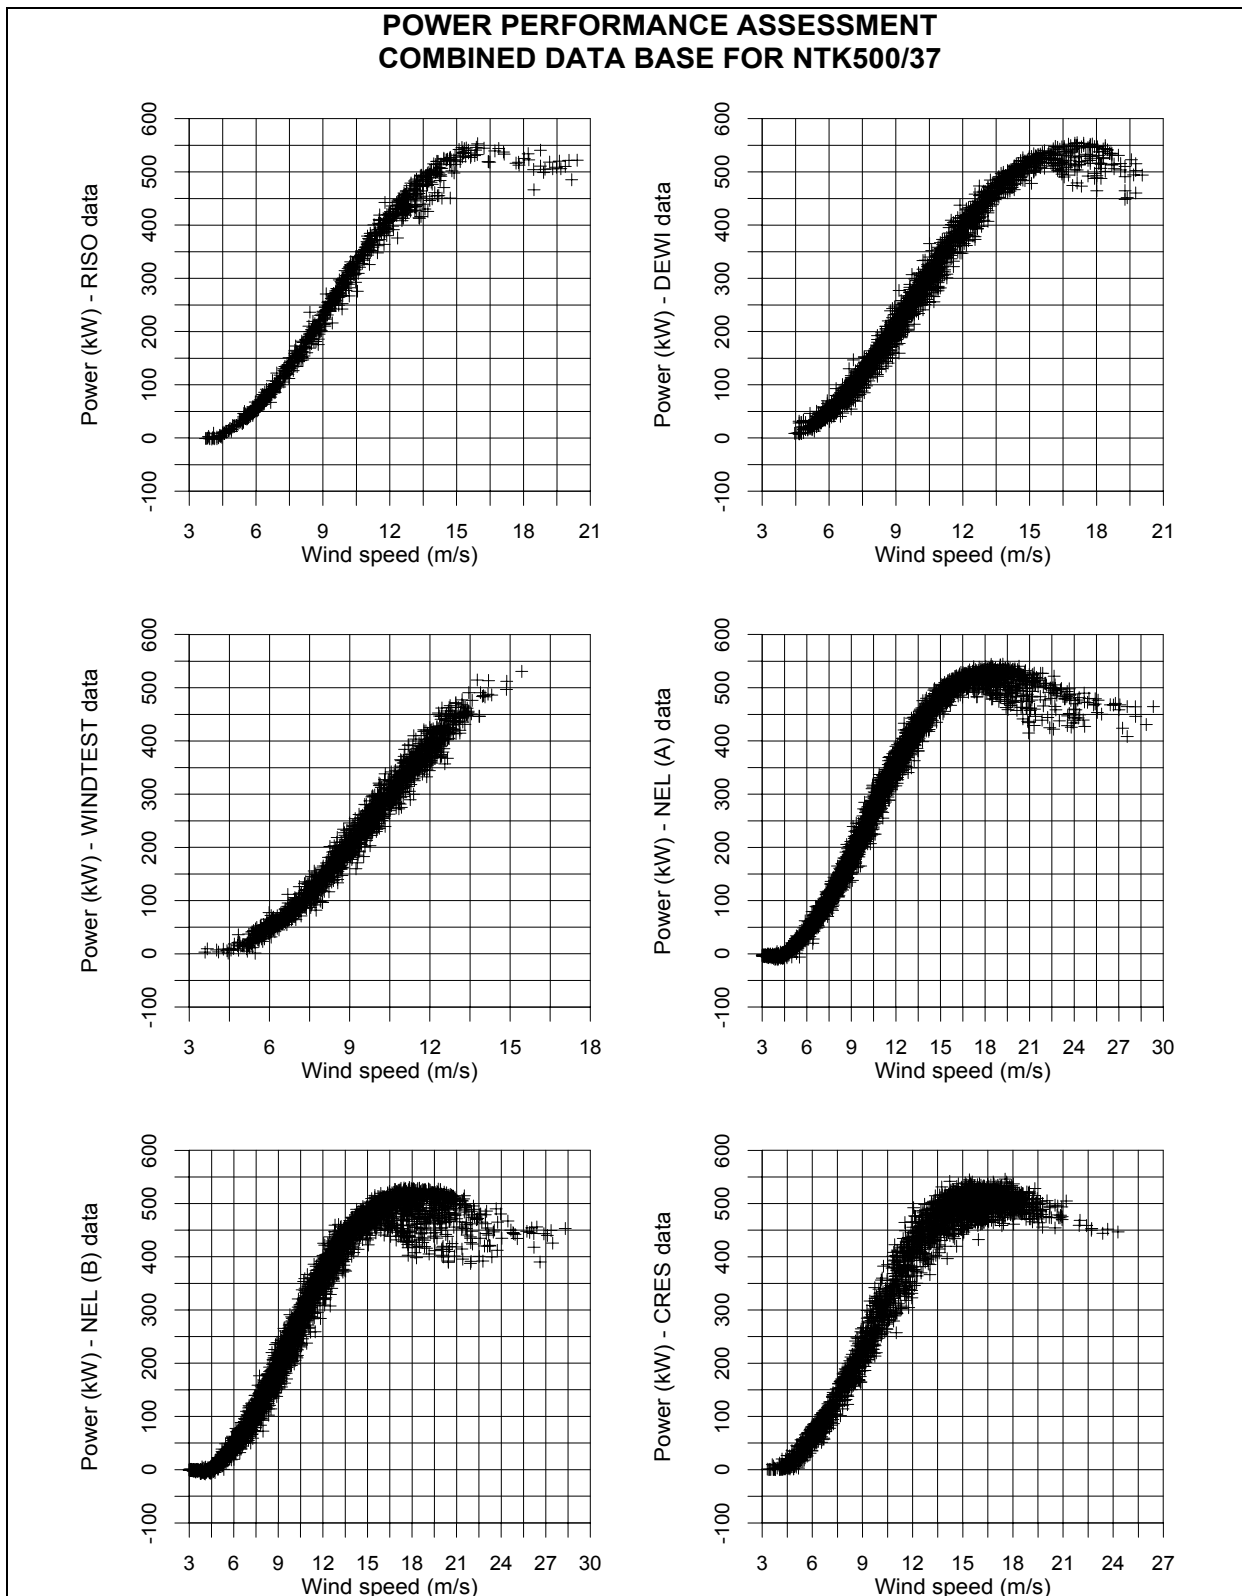 POWER PERFORMANCE ASSESSMENT
COMBINED DATA BASE FOR NTK500/37
Power (kW) - RISO data
600
500
400
300
200
100
0
-100
3 6 9 12 15 18 21
Wind speed (m/s)
Power (kW) - DEWI data
600
500
400
300
200
100
0
-100
3 6 9 12 15 18 21
Wind speed (m/s)
Power (kW) - WINDTEST data
600
500
400
300
200
100
0
-100
3 6 9 12 15 18
Wind speed (m/s)
Power (kW) - NEL (A) data
600
500
400
300
200
100
0
-100
3 6 9 12 15 18 21 24 27 30
Wind speed (m/s)
Power (kW) - NEL (B) data
600
500
400
300
200
100
0
-100
3 6 9 12 15 18 21 24 27 30
Wind speed (m/s)
Power (kW) - CRES data
600
500
400
300
200
100
0
-100
3 6 9 12 15 18 21 24 27
Wind speed (m/s)